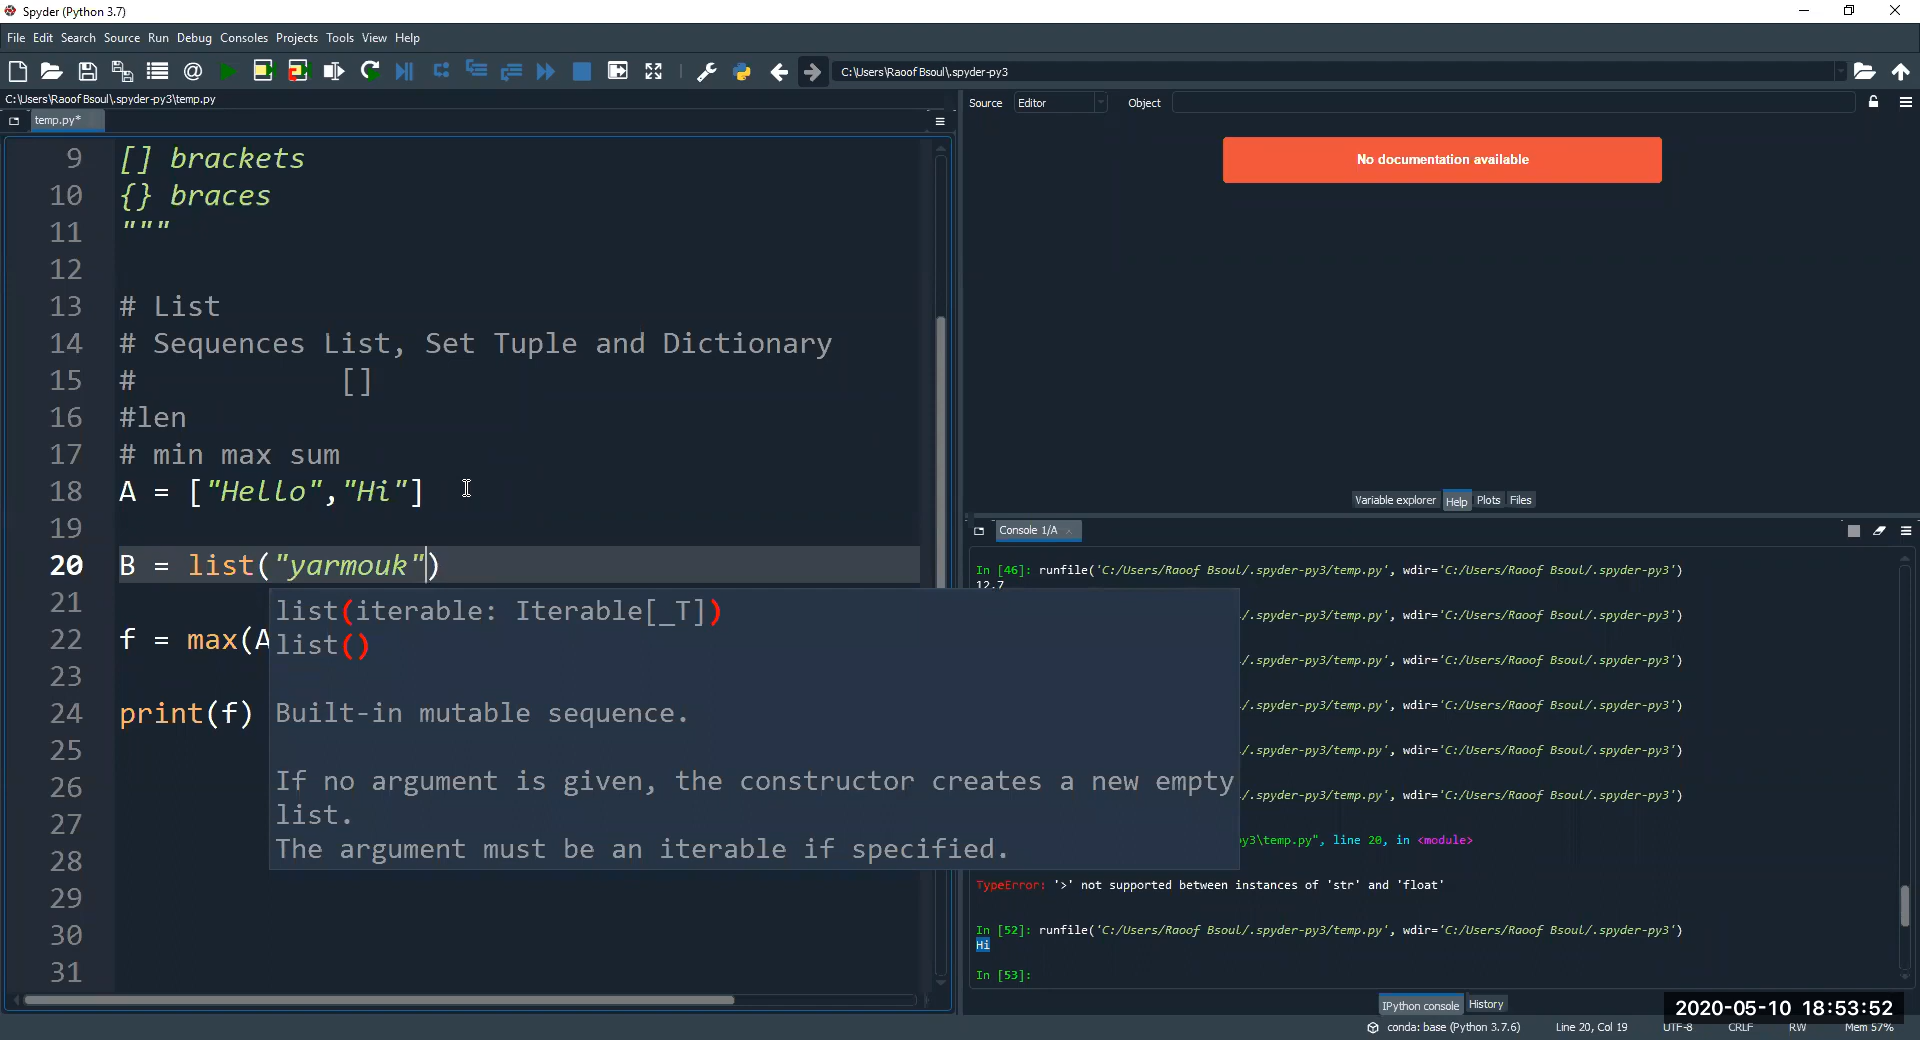 Spyder (Python 3.7)
File Edit Search Source Run Debug Consoles Projects Tools View Help
C:\Users\Raoof Bsoul\.spyder-py3
C:\Users\Raoof Bsoul\.spyder-py3\temp.py
temp.py*
9 [] brackets
10 {} braces
11 """
12
13 # List
14 # Sequences List, Set Tuple and Dictionary
15 # []
16 #len
17 # min max sum
18 A = ["Hello","Hi"]
19
20 B = list("yarmouk")
21
22 f = max(A
23
24 print(f)
25
26
27
28
29
30
31
list(iterable: Iterable[_T])
list()
Built-in mutable sequence.
If no argument is given, the constructor creates a new empty
list.
The argument must be an iterable if specified.
Source Editor Object
No documentation available
Variable explorer Help Plots Files
Console 1/A
In [46]: runfile('C:/Users/Raoof Bsoul/.spyder-py3/temp.py', wdir='C:/Users/Raoof Bsoul/.spyder-py3')
12.7
/.spyder-py3/temp.py', wdir='C:/Users/Raoof Bsoul/.spyder-py3')
/.spyder-py3/temp.py', wdir='C:/Users/Raoof Bsoul/.spyder-py3')
/.spyder-py3/temp.py', wdir='C:/Users/Raoof Bsoul/.spyder-py3')
/.spyder-py3/temp.py', wdir='C:/Users/Raoof Bsoul/.spyder-py3')
/.spyder-py3/temp.py', wdir='C:/Users/Raoof Bsoul/.spyder-py3')
py3\temp.py", line 20, in <module>
TypeError: '>' not supported between instances of 'str' and 'float'
In [52]: runfile('C:/Users/Raoof Bsoul/.spyder-py3/temp.py', wdir='C:/Users/Raoof Bsoul/.spyder-py3')
Hi
In [53]:
IPython console History
2020-05-10 18:53:52
conda: base (Python 3.7.6) Line 20, Col 19 UTF-8 CRLF RW Mem 57%